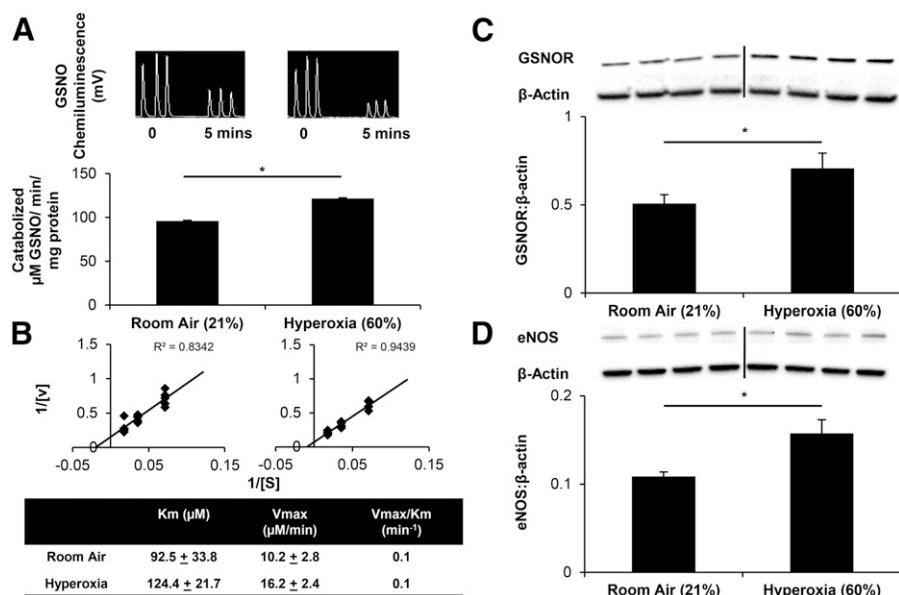 A
GSNO
Chemiluminescence
(mV)
0 5 mins 0 5 mins
*
Catabolized
µM GSNO/ min/
mg protein
150
100
50
0
Room Air (21%) Hyperoxia (60%)
B
R² = 0.8342 R² = 0.9439
1/[v]
1.5 1.5
1 1
0.5 0.5
0 0
-0.05 0.05 0.15 -0.05 0.05 0.15
1/[S]
Km (µM) Vmax (µM/min) Vmax/Km (min-1)
Room Air 92.5 ± 33.8 10.2 ± 2.8 0.1
Hyperoxia 124.4 ± 21.7 16.2 ± 2.4 0.1
C
GSNOR
β-Actin
*
GSNOR:β-actin
1
0.5
0
Room Air (21%) Hyperoxia (60%)
D
eNOS
β-Actin
*
eNOS:β-actin
0.2
0.1
0
Room Air (21%) Hyperoxia (60%)